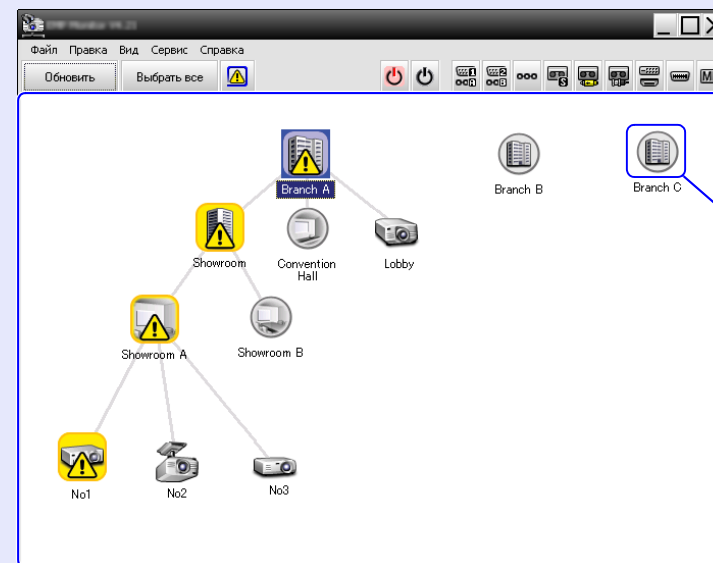 Файл Правка Вид Сервис Справка
Обновить Выбрать все
Branch A
Branch B
Branch C
Showroom
Convention
Hall
Lobby
Showroom A
Showroom B
No1
No2
No3